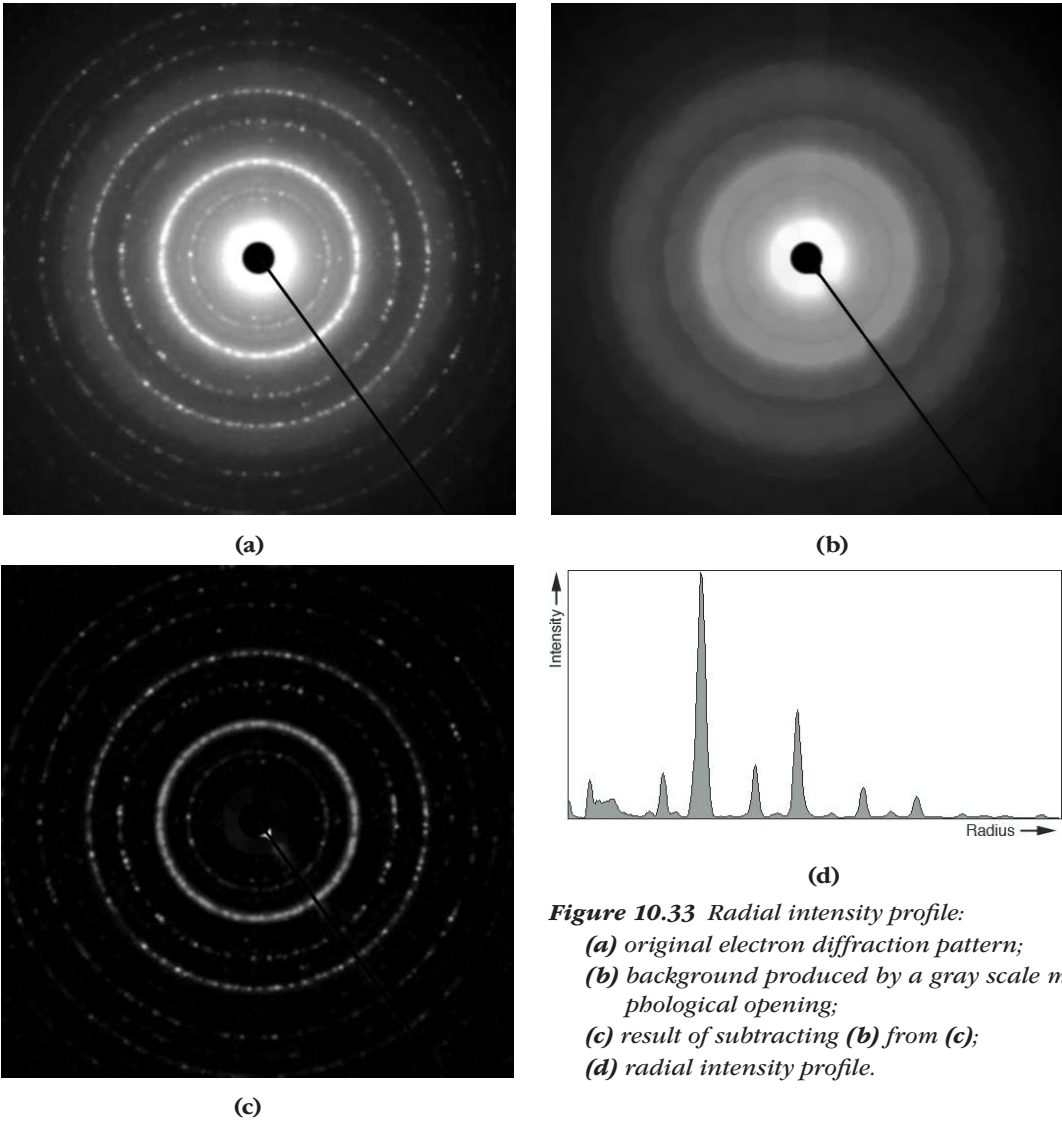 (a)
(b)
(c)
Intensity
Radius
(d)
Figure 10.33 Radial intensity profile:
(a) original electron diffraction pattern;
(b) background produced by a gray scale m
phological opening;
(c) result of subtracting (b) from (c);
(d) radial intensity profile.